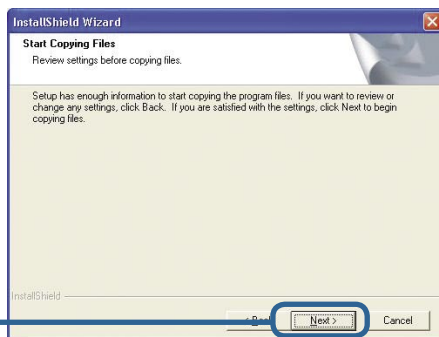 InstallShield Wizard
Start Copying Files
Review settings before copying files.
Setup has enough information to start copying the program files. If you want to review or
change any settings, click Back. If you are satisfied with the settings, click Next to begin
copying files.
InstallShield
Next >
Cancel